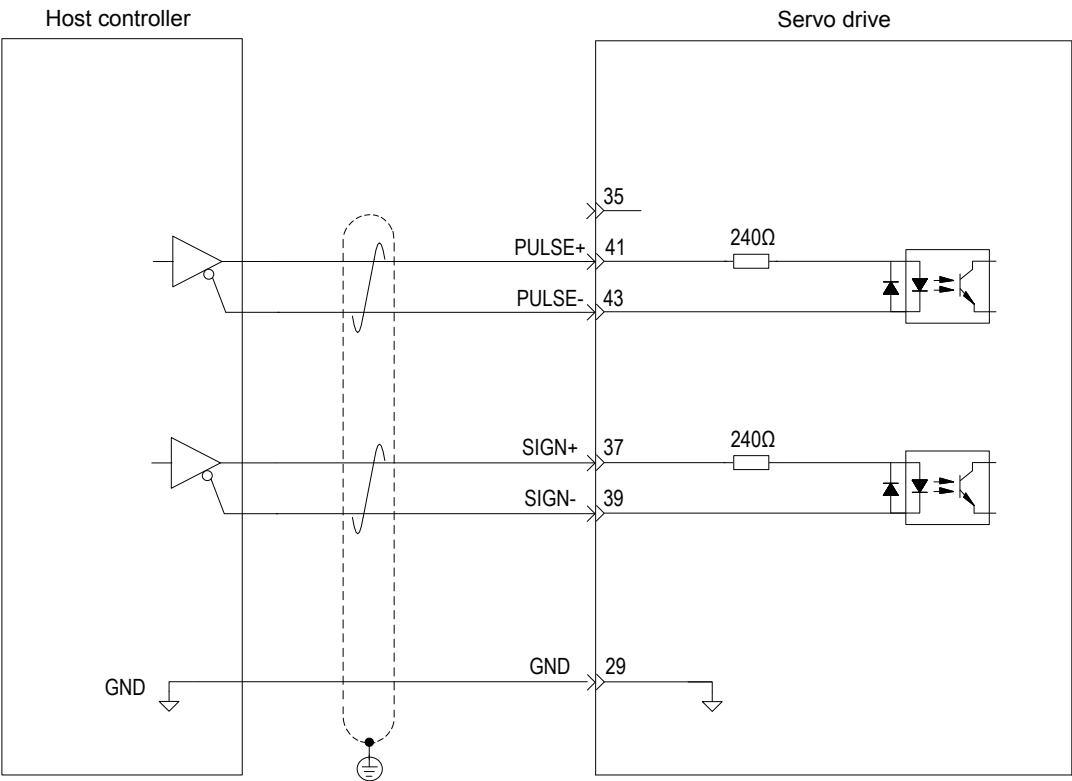 Host controller
Servo drive
35
PULSE+ 41 240Ω
PULSE- 43
SIGN+ 37 240Ω
SIGN- 39
GND 29
GND